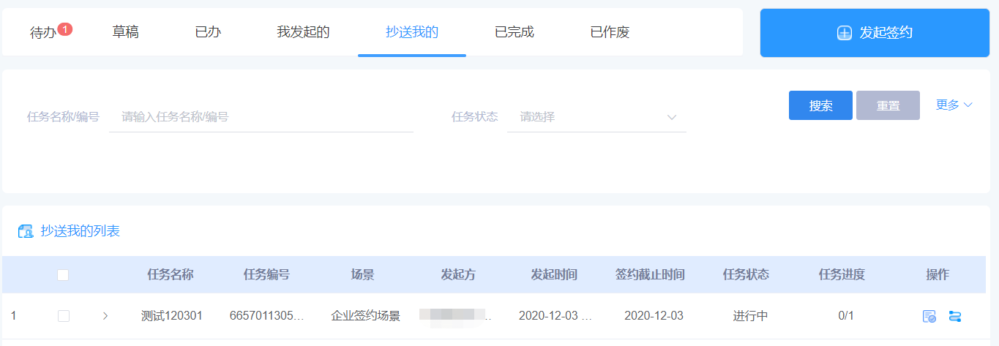 待办 1 草稿 已办 我发起的 抄送我的 已完成 已作废 发起签约
搜索 重置 更多
任务名称/编号 请输入任务名称/编号 任务状态 请选择
抄送我的列表
任务名称 任务编号 场景 发起方 发起时间 签约截止时间 任务状态 任务进度 操作
1 测试120301 6657011305... 企业签约场景 2020-12-03 ... 2020-12-03 进行中 0/1